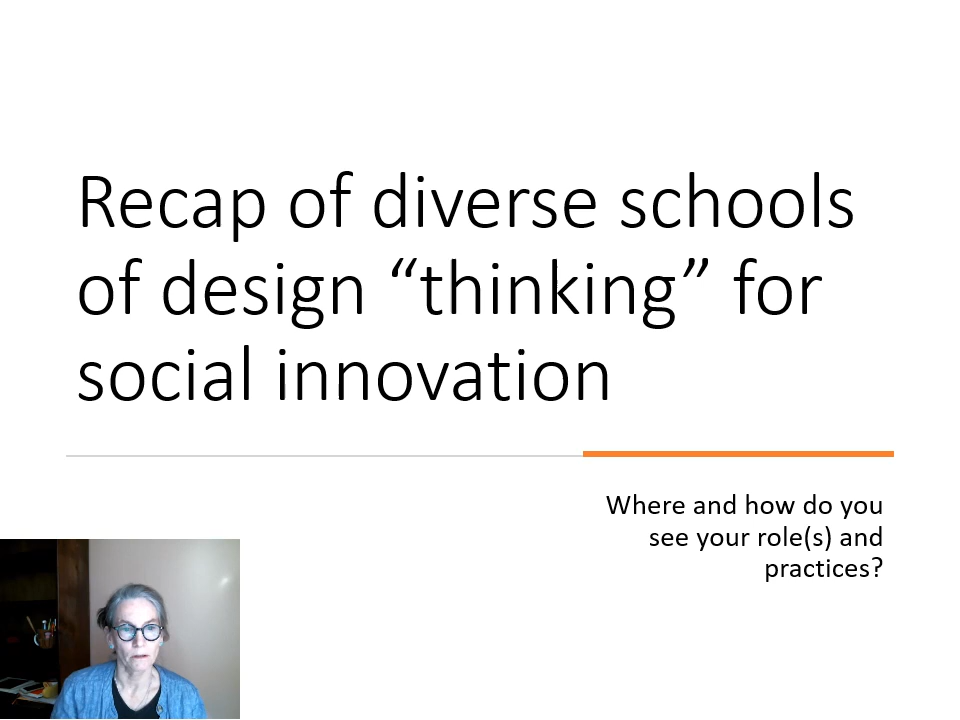 Recap of diverse schools
of design “thinking” for
social innovation
Where and how do you
see your role(s) and
practices?